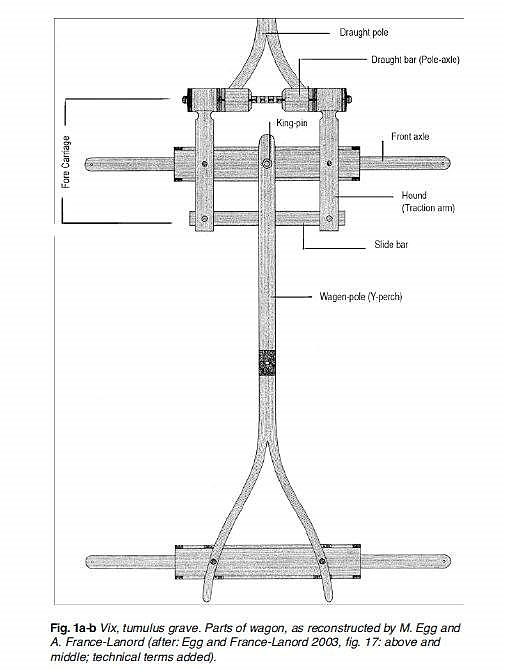 Draught pole
Draught bar (Pole-axle)
King-pin
Front axle
Fore Carriage
Hound
(Traction arm)
Slide bar
Wagen-pole (Y-perch)
Fig. 1a-b Vix, tumulus grave. Parts of wagon, as reconstructed by M. Egg and
A. France-Lanord (after: Egg and France-Lanord 2003, fig. 17: above and
middle; technical terms added).